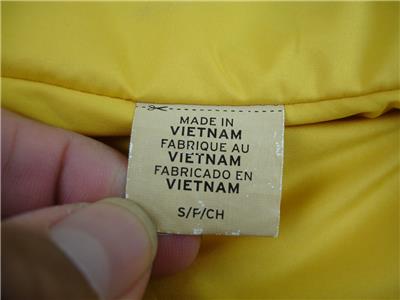 MADE IN
VIETNAM
FABRIQUE AU
VIETNAM
FABRICADO EN
VIETNAM
S/P/CH